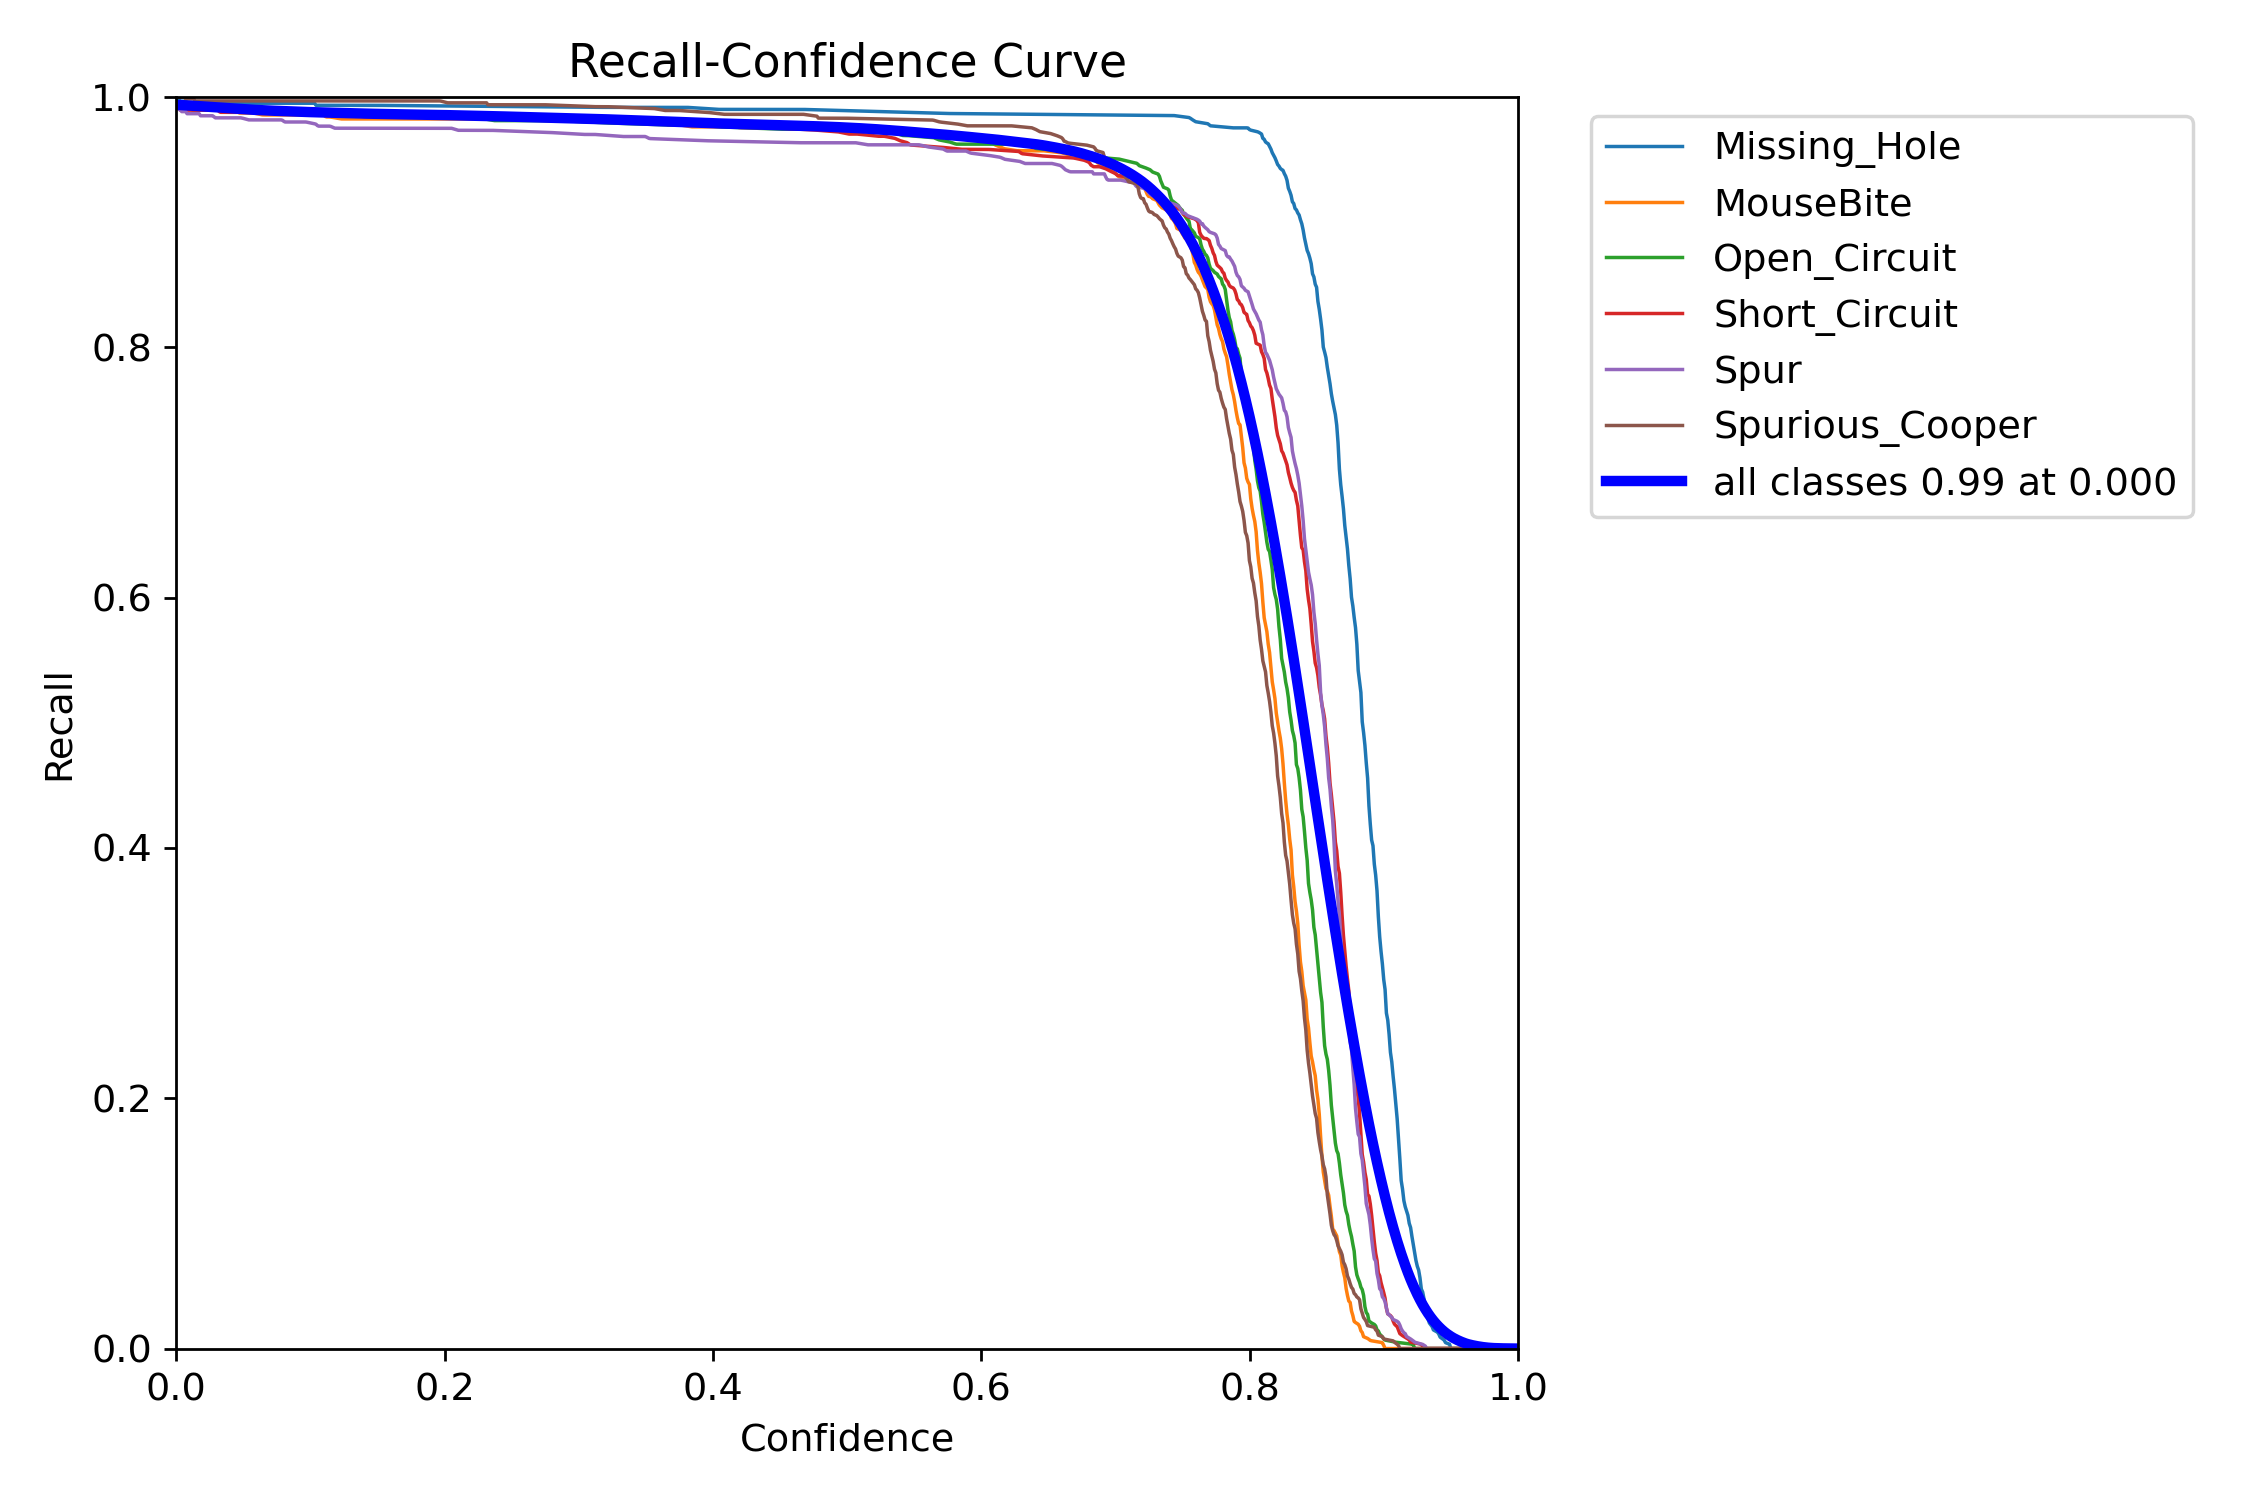 Recall-Confidence Curve
1.0
0.8
0.6
0.4
0.2
0.0
Recall
0.0 0.2 0.4 0.6 0.8 1.0
Confidence
Missing_Hole
MouseBite
Open_Circuit
Short_Circuit
Spur
Spurious_Cooper
all classes 0.99 at 0.000